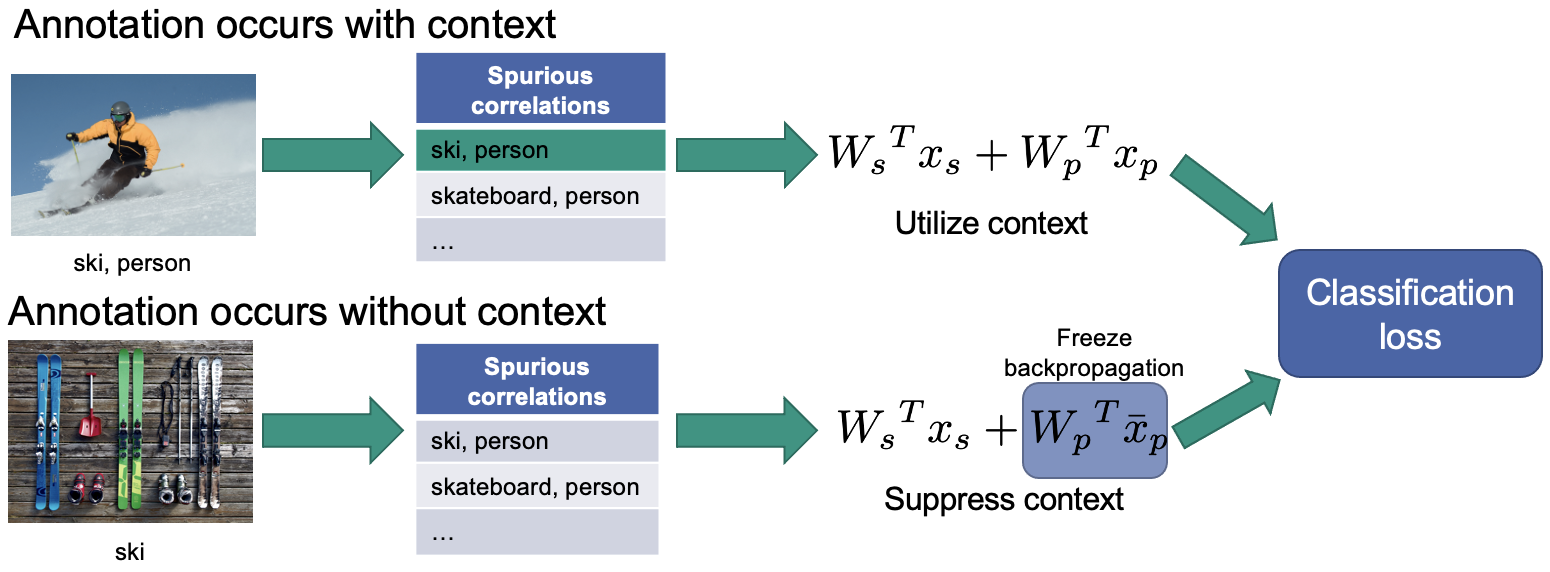 Annotation occurs with context
Spurious
correlations
ski, person
skateboard, person
...
ski, person
W_s^T x_s + W_p^T x_p
Utilize context
Annotation occurs without context
Spurious
correlations
ski, person
skateboard, person
...
ski
Freeze
backpropagation
W_s^T x_s + W_p^T x̄_p
Suppress context
Classification
loss